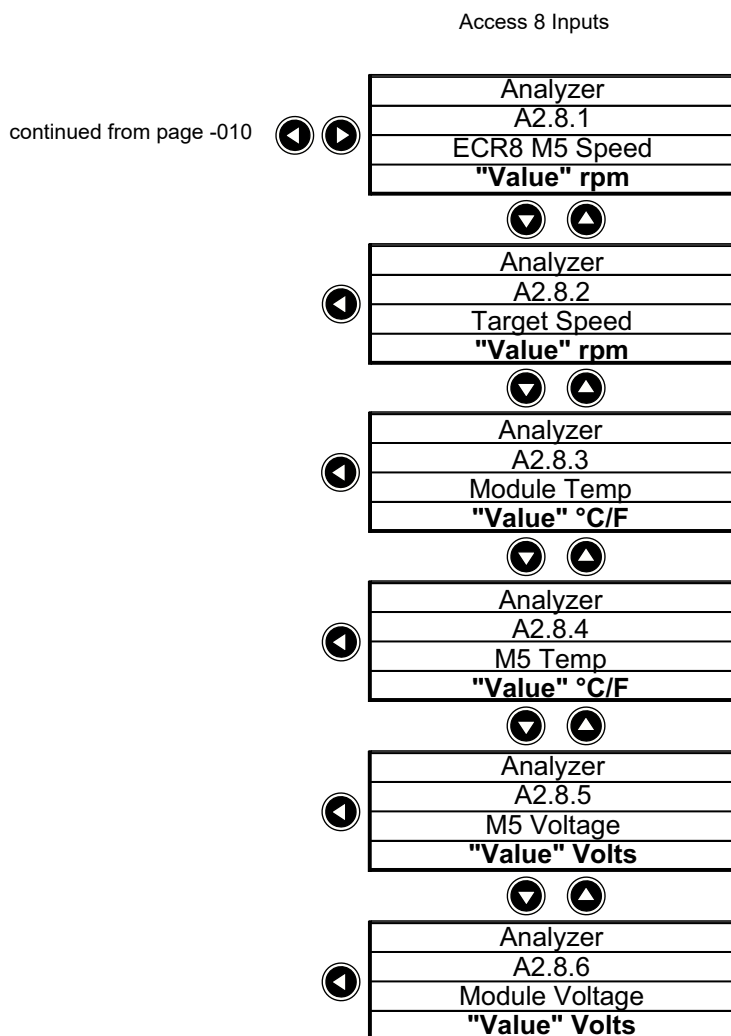 Access 8 Inputs
Analyzer
A2.8.1
continued from page -010
ECR8 M5 Speed
"Value" rpm
Analyzer
A2.8.2
Target Speed
"Value" rpm
Analyzer
A2.8.3
Module Temp
"Value" °C/F
Analyzer
A2.8.4
M5 Temp
"Value" °C/F
Analyzer
A2.8.5
M5 Voltage
"Value" Volts
Analyzer
A2.8.6
Module Voltage
"Value" Volts